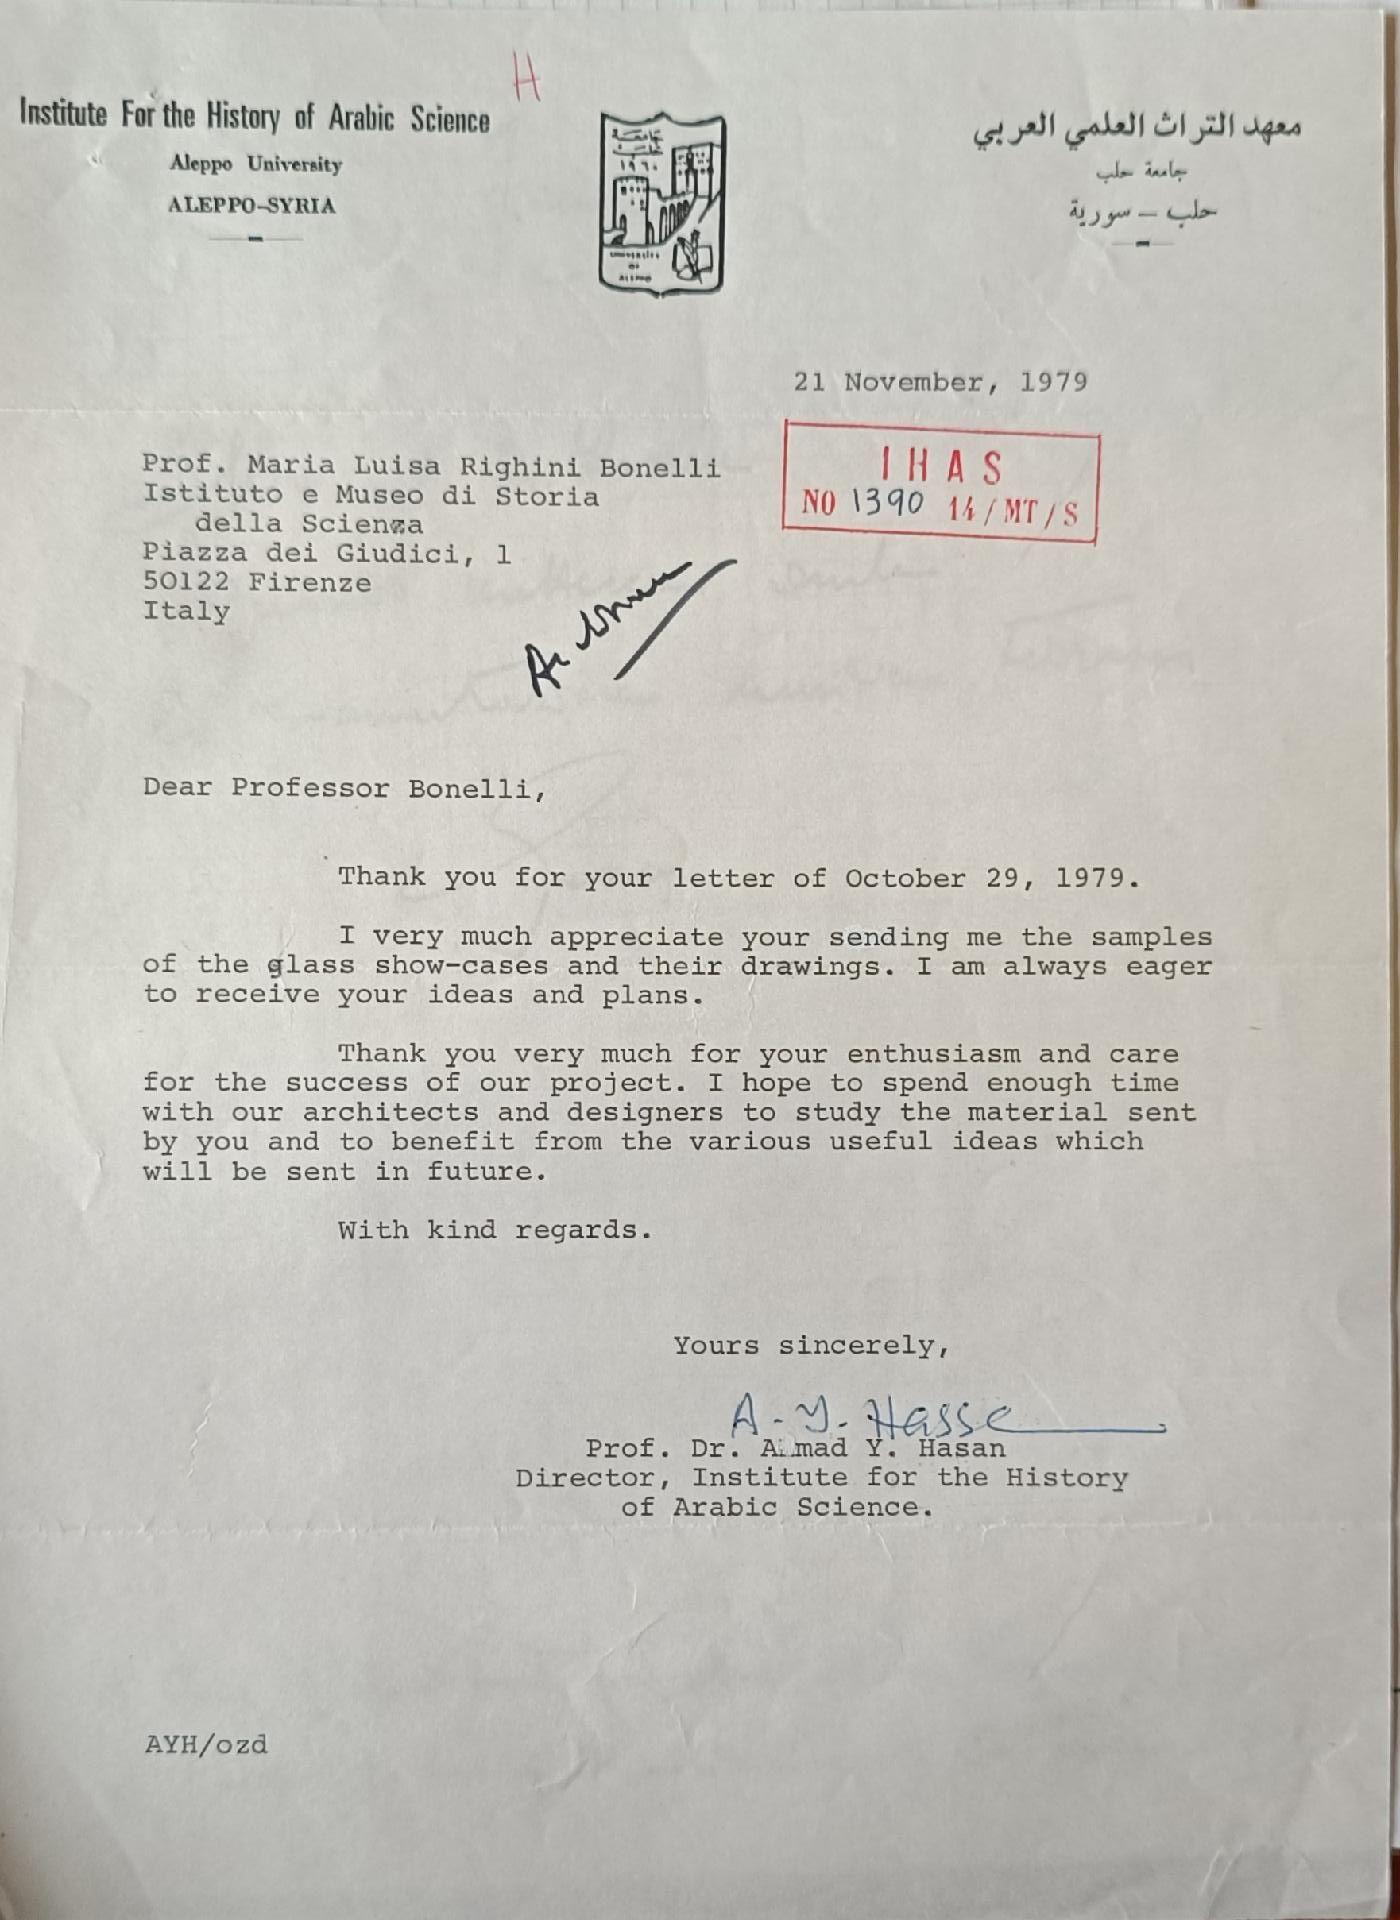 H
Institute For the History of Arabic Science
Aleppo University
ALEPPO-SYRIA
جامعة
حلب
١٩٦٠
UNIVERSITY
OF
ALEPPO
معهد التراث العلمي العربي
جامعة حلب
حلب – سورية
21 November, 1979
IHAS
NO 1390 14/MT/S
Prof. Maria Luisa Righini Bonelli
Istituto e Museo di Storia
della Scienza
Piazza dei Giudici, 1
50122 Firenze
Italy
Dear Professor Bonelli,
Thank you for your letter of October 29, 1979.
I very much appreciate your sending me the samples
of the glass show-cases and their drawings. I am always eager
to receive your ideas and plans.
Thank you very much for your enthusiasm and care
for the success of our project. I hope to spend enough time
with our architects and designers to study the material sent
by you and to benefit from the various useful ideas which
will be sent in future.
With kind regards.
Yours sincerely,
A. Y. Hasse
Prof. Dr. Ahmad Y. Hasan
Director, Institute for the History
of Arabic Science.
AYH/ozd